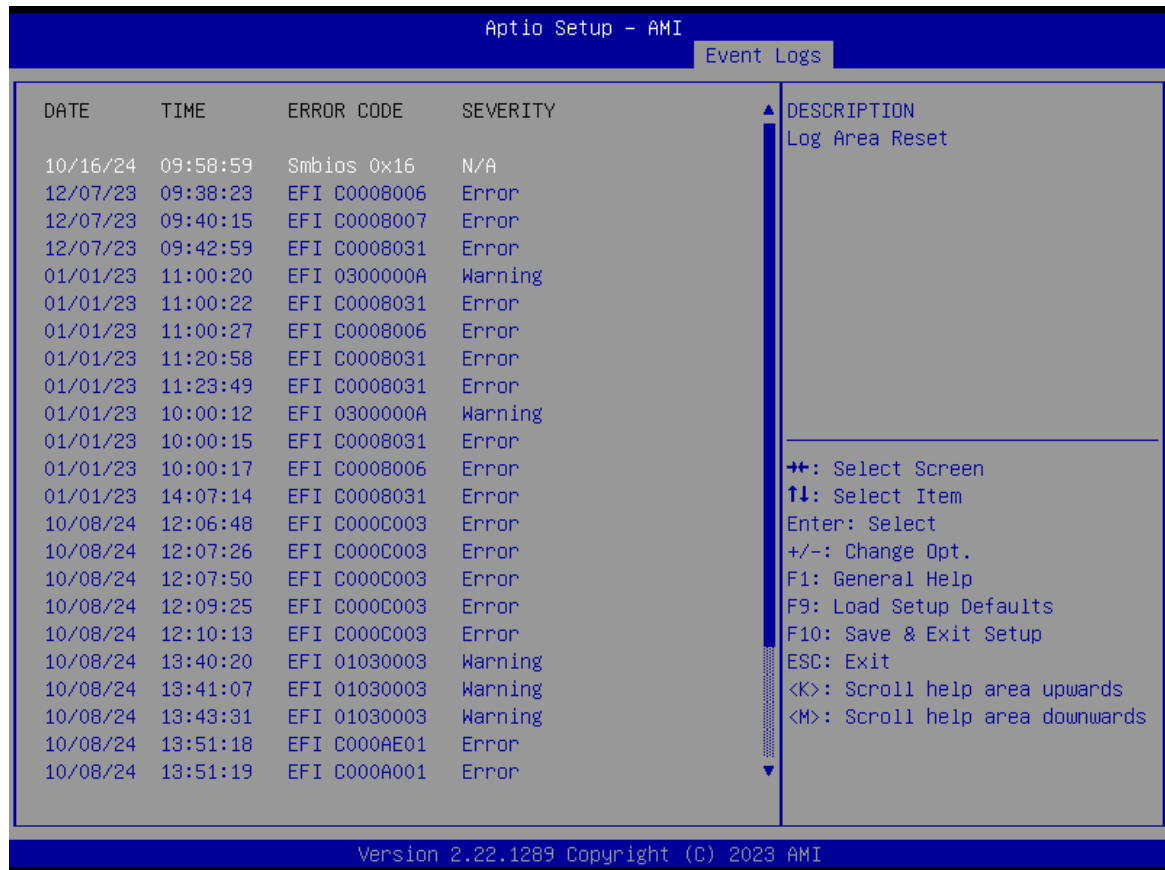 Aptio Setup – AMI
Event Logs
DATE TIME ERROR CODE SEVERITY
10/16/24 09:58:59 Smbios 0x16 N/A
12/07/23 09:38:23 EFI C0008006 Error
12/07/23 09:40:15 EFI C0008007 Error
12/07/23 09:42:59 EFI C0008031 Error
01/01/23 11:00:20 EFI 0300000A Warning
01/01/23 11:00:22 EFI C0008031 Error
01/01/23 11:00:27 EFI C0008006 Error
01/01/23 11:20:58 EFI C0008031 Error
01/01/23 11:23:49 EFI C0008031 Error
01/01/23 10:00:12 EFI 0300000A Warning
01/01/23 10:00:15 EFI C0008031 Error
01/01/23 10:00:17 EFI C0008006 Error
01/01/23 14:07:14 EFI C0008031 Error
10/08/24 12:06:48 EFI C000C003 Error
10/08/24 12:07:26 EFI C000C003 Error
10/08/24 12:07:50 EFI C000C003 Error
10/08/24 12:09:25 EFI C000C003 Error
10/08/24 12:10:13 EFI C000C003 Error
10/08/24 13:40:20 EFI 01030003 Warning
10/08/24 13:41:07 EFI 01030003 Warning
10/08/24 13:43:31 EFI 01030003 Warning
10/08/24 13:51:18 EFI C000AE01 Error
10/08/24 13:51:19 EFI C000A001 Error
DESCRIPTION
Log Area Reset
→←: Select Screen
↑↓: Select Item
Enter: Select
+/-: Change Opt.
F1: General Help
F9: Load Setup Defaults
F10: Save & Exit Setup
ESC: Exit
<K>: Scroll help area upwards
<M>: Scroll help area downwards
Version 2.22.1289 Copyright (C) 2023 AMI